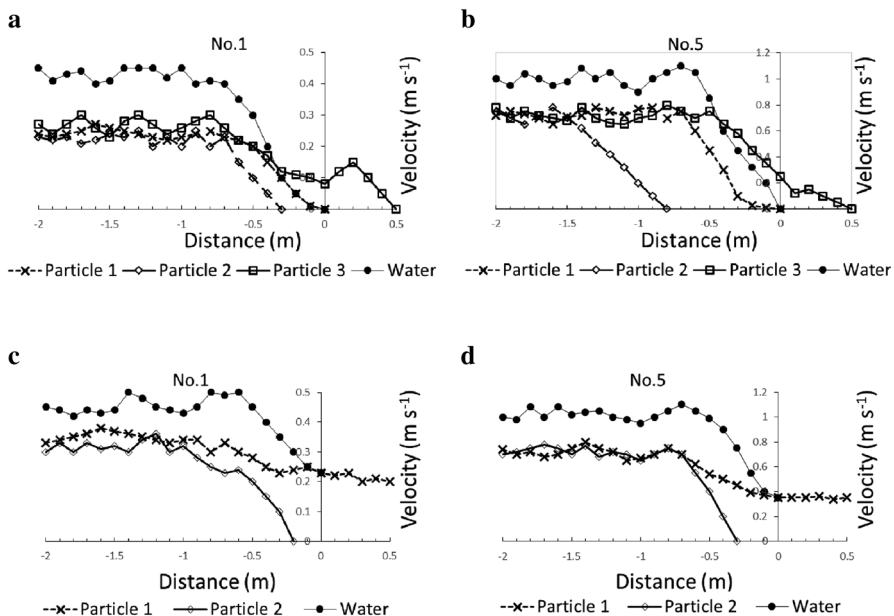 a
No.1
0.5
0.4
0.3
0.2
Velocity (m s⁻¹)
-2 -1.5 -1 -0.5 0 0.5
Distance (m)
Particle 1 Particle 2 Particle 3 Water
b
No.5
1.2
1
0.8
0.6
0.4
Velocity (m s⁻¹)
-2 -1.5 -1 -0.5 0 0.5
Distance (m)
Particle 1 Particle 2 Particle 3 Water
c
No.1
0.5
0.4
0.3
0.2
0.1
0
Velocity (m s⁻¹)
-2 -1.5 -1 -0.5 0 0.5
Distance (m)
Particle 1 Particle 2 Water
d
No.5
1.2
1
0.8
0.6
0.4
0.2
0
Velocity (m s⁻¹)
-2 -1.5 -1 -0.5 0 0.5
Distance (m)
Particle 1 Particle 2 Water